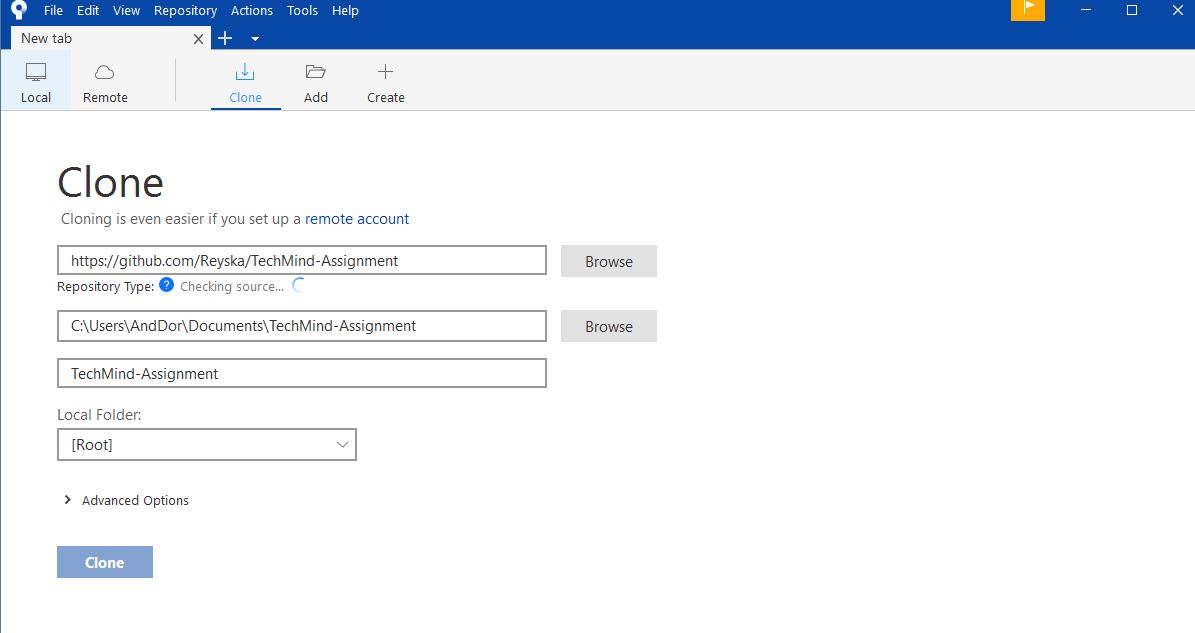 File Edit View Repository Actions Tools Help
New tab
Local Remote Clone Add Create
Clone
Cloning is even easier if you set up a remote account
https://github.com/Reyska/TechMind-Assignment Browse
Repository Type: ? Checking source...
C:\Users\AndDor\Documents\TechMind-Assignment Browse
TechMind-Assignment
Local Folder:
[Root]
Advanced Options
Clone